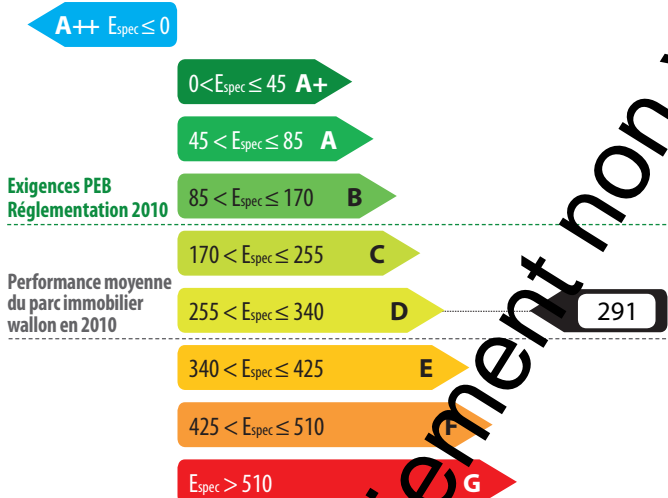 A++ Espec ≤ 0
0 < Espec ≤ 45 A+
45 < Espec ≤ 85 A
Exigences PEB
Réglementation 2010
85 < Espec ≤ 170 B
170 < Espec ≤ 255 C
Performance moyenne
du parc immobilier
wallon en 2010
255 < Espec ≤ 340 D
291
340 < Espec ≤ 425 E
425 < Espec ≤ 510 F
Espec > 510 G
non